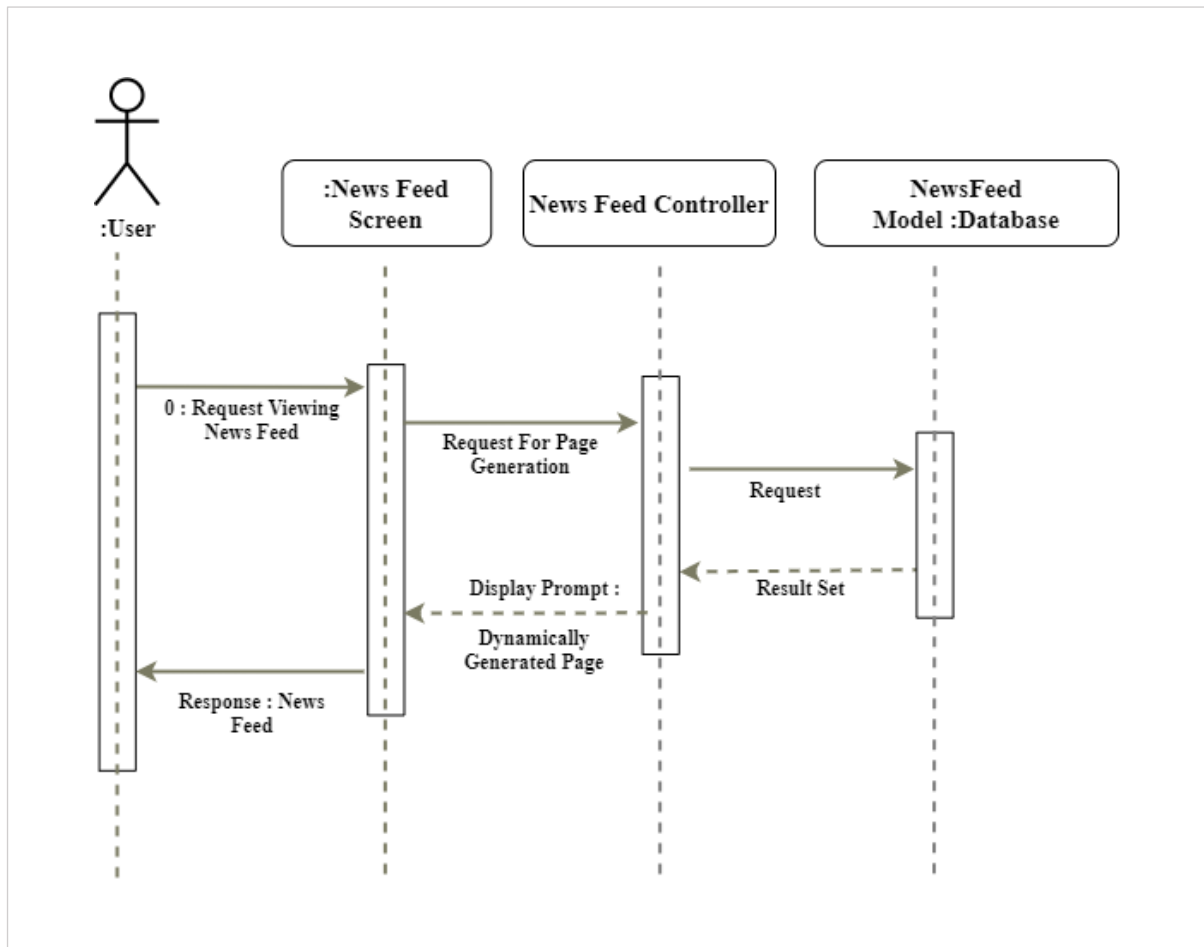 :User
:News Feed
Screen
News Feed Controller
NewsFeed
Model :Database
0 : Request Viewing
News Feed
Request For Page
Generation
Request
Result Set
Display Prompt :
Dynamically
Generated Page
Response : News
Feed